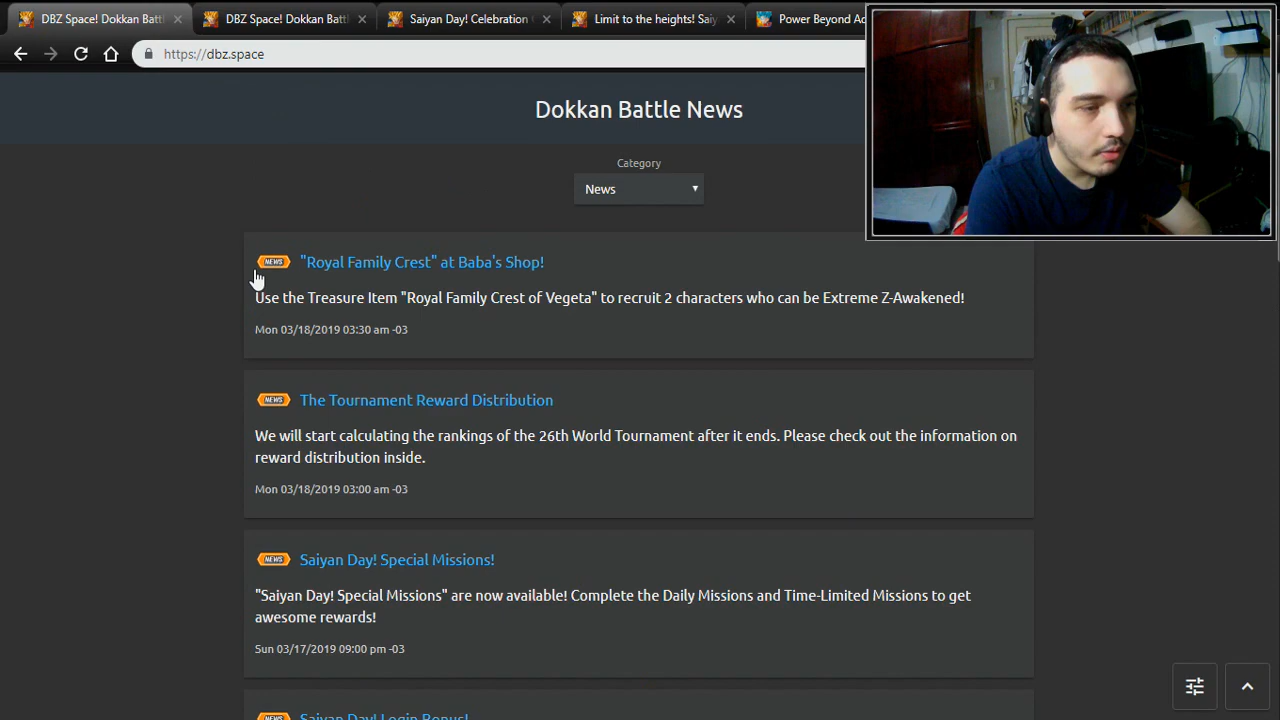 DBZ Space! Dokkan Batt
DBZ Space! Dokkan Batt
Saiyan Day! Celebration
Limit to the heights! Saiy
Power Beyond Ac
https://dbz.space
Dokkan Battle News
Category
News
NEWS "Royal Family Crest" at Baba's Shop!
Use the Treasure Item "Royal Family Crest of Vegeta" to recruit 2 characters who can be Extreme Z-Awakened!
Mon 03/18/2019 03:30 am -03
NEWS The Tournament Reward Distribution
We will start calculating the rankings of the 26th World Tournament after it ends. Please check out the information on
reward distribution inside.
Mon 03/18/2019 03:00 am -03
NEWS Saiyan Day! Special Missions!
"Saiyan Day! Special Missions" are now available! Complete the Daily Missions and Time-Limited Missions to get
awesome rewards!
Sun 03/17/2019 09:00 pm -03
NEWS Saiyan Day! Login Bonus!